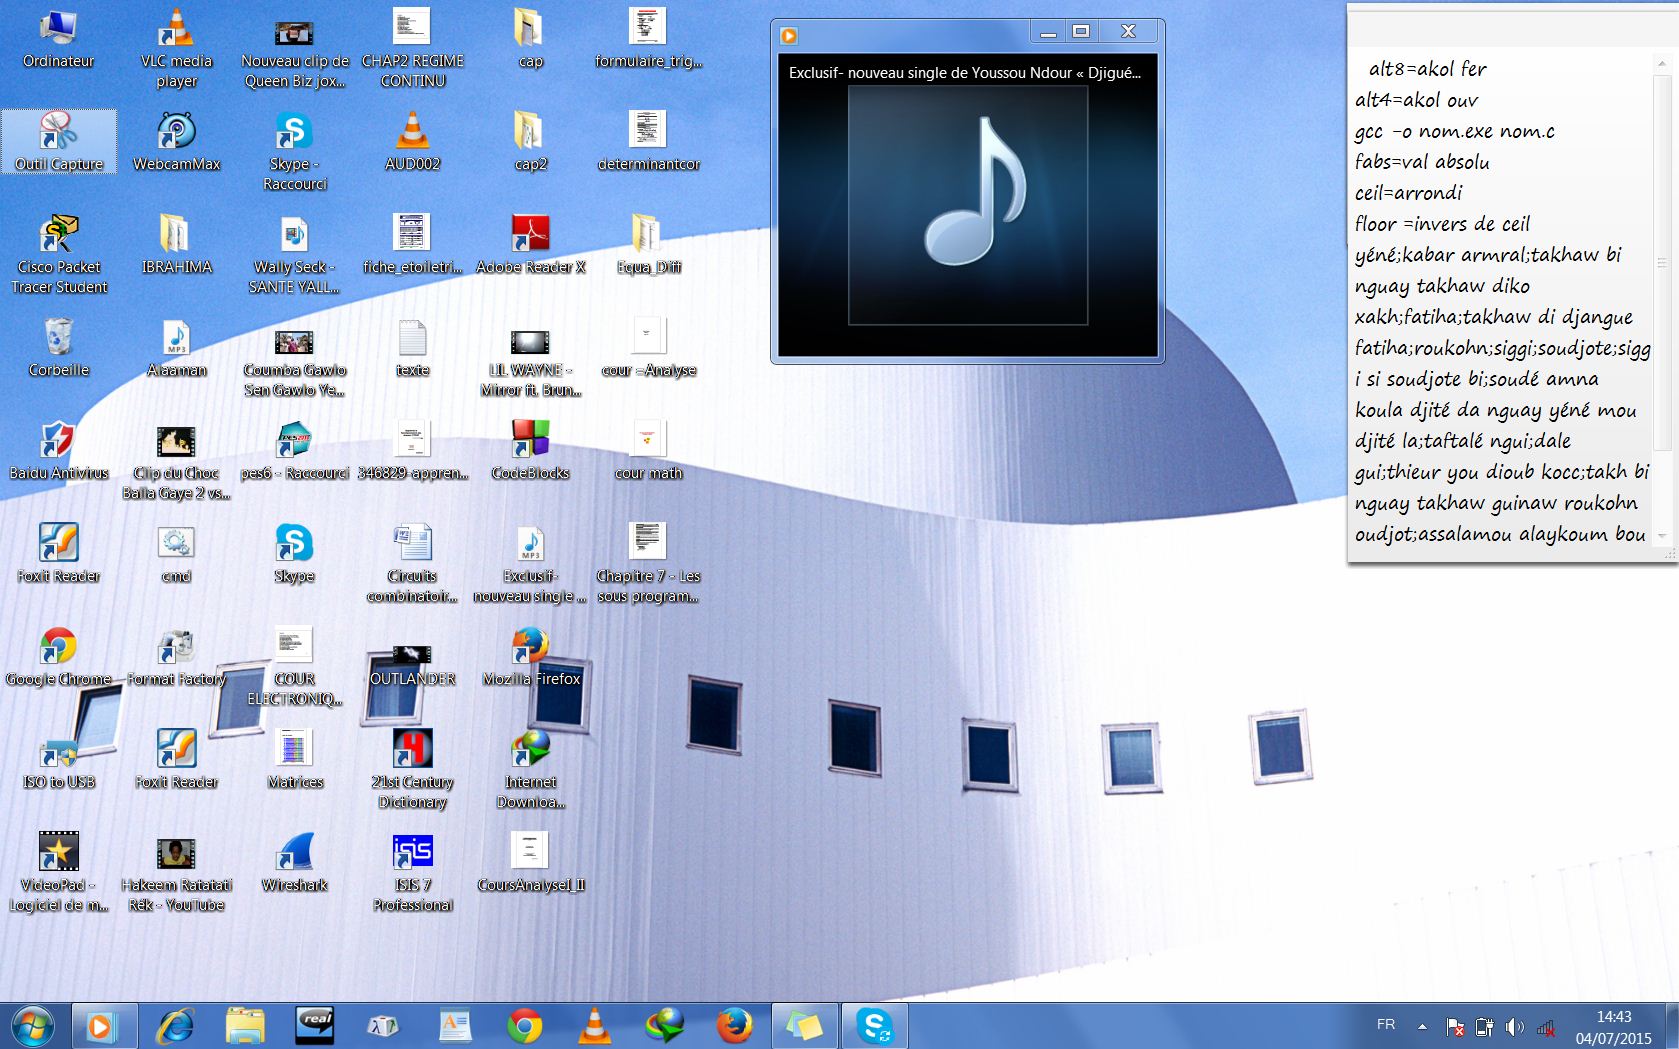 Ordinateur
VLC media
player
Nouveau clip de
Queen Biz jox...
CHAP2 REGIME
CONTINU
cap
formulaire_trig...
Outil Capture
WebcamMax
Skype -
Raccourci
AUD002
cap2
determinantcor
Cisco Packet
Tracer Student
IBRAHIMA
Wally Seck -
SANTE YALL...
fiche_etoiletri...
Adobe Reader X
Equa_Diff
Corbeille
MP3
Alaaman
Coumba Gawlo
Sen Gawlo Ye...
texte
LIL WAYNE -
Mirror ft. Brun...
cour - Analyse
Baidu Antivirus
Clip du Choc
Balla Gaye 2 vs...
pes6 - Raccourci
346829-appren...
CodeBlocks
cour math
Foxit Reader
cmd
Skype
Circuits
combinatoir...
MP3
Exclusif-
nouveau single ...
Chapitre 7 - Les
sous program...
Google Chrome
Format Factory
COUR
ELECTRONIQ...
OUTLANDER
Mozilla Firefox
ISO to USB
Foxit Reader
Matrices
21st Century
Dictionary
Internet
Downloa...
VideoPad -
Logiciel de m...
Hakeem Ratatati
Rék - YouTube
Wireshark
isis
ISIS 7
Professional
CoursAnalyseI_II
Exclusif- nouveau single de Youssou Ndour « Djigué...
alt8=akol fer
alt4=akol ouv
gcc -o nom.exe nom.c
fabs=val absolu
ceil=arrondi
floor =invers de ceil
yéné;kabar armral;takhaw bi
nguay takhaw diko
xakh;fatiha;takhaw di djangue
fatiha;roukohn;siggi;soudjote;sigg
i si soudjote bi;soudé amna
koula djité da nguay yéné mou
djité la;taftalé ngui;dale
gui;thieur you dioub kocc;takh bi
nguay takhaw guinaw roukohn
oudjot;assalamou alaykoum bou
real
FR
14:43
04/07/2015